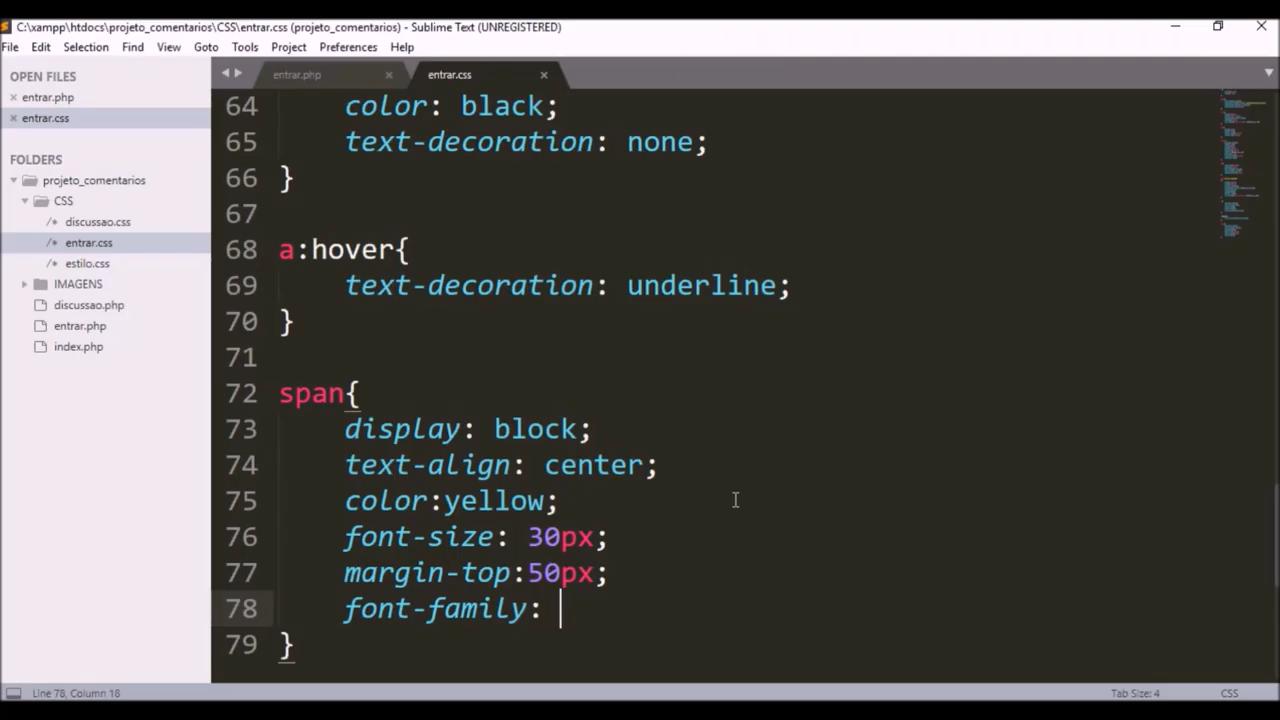 C:\xampp\htdocs\projeto_comentarios\CSS\entrar.css (projeto_comentarios) - Sublime Text (UNREGISTERED)
File Edit Selection Find View Goto Tools Project Preferences Help
OPEN FILES
× entrar.php
× entrar.css
FOLDERS
projeto_comentarios
CSS
/* discussao.css
/* entrar.css
/* estilo.css
IMAGENS
discussao.php
entrar.php
index.php
entrar.php × entrar.css ×
64 color: black;
65 text-decoration: none;
66 }
67
68 a:hover{
69 text-decoration: underline;
70 }
71
72 span{
73 display: block;
74 text-align: center;
75 color:yellow;
76 font-size: 30px;
77 margin-top:50px;
78 font-family:
79 }
Line 78, Column 18 Tab Size: 4 CSS